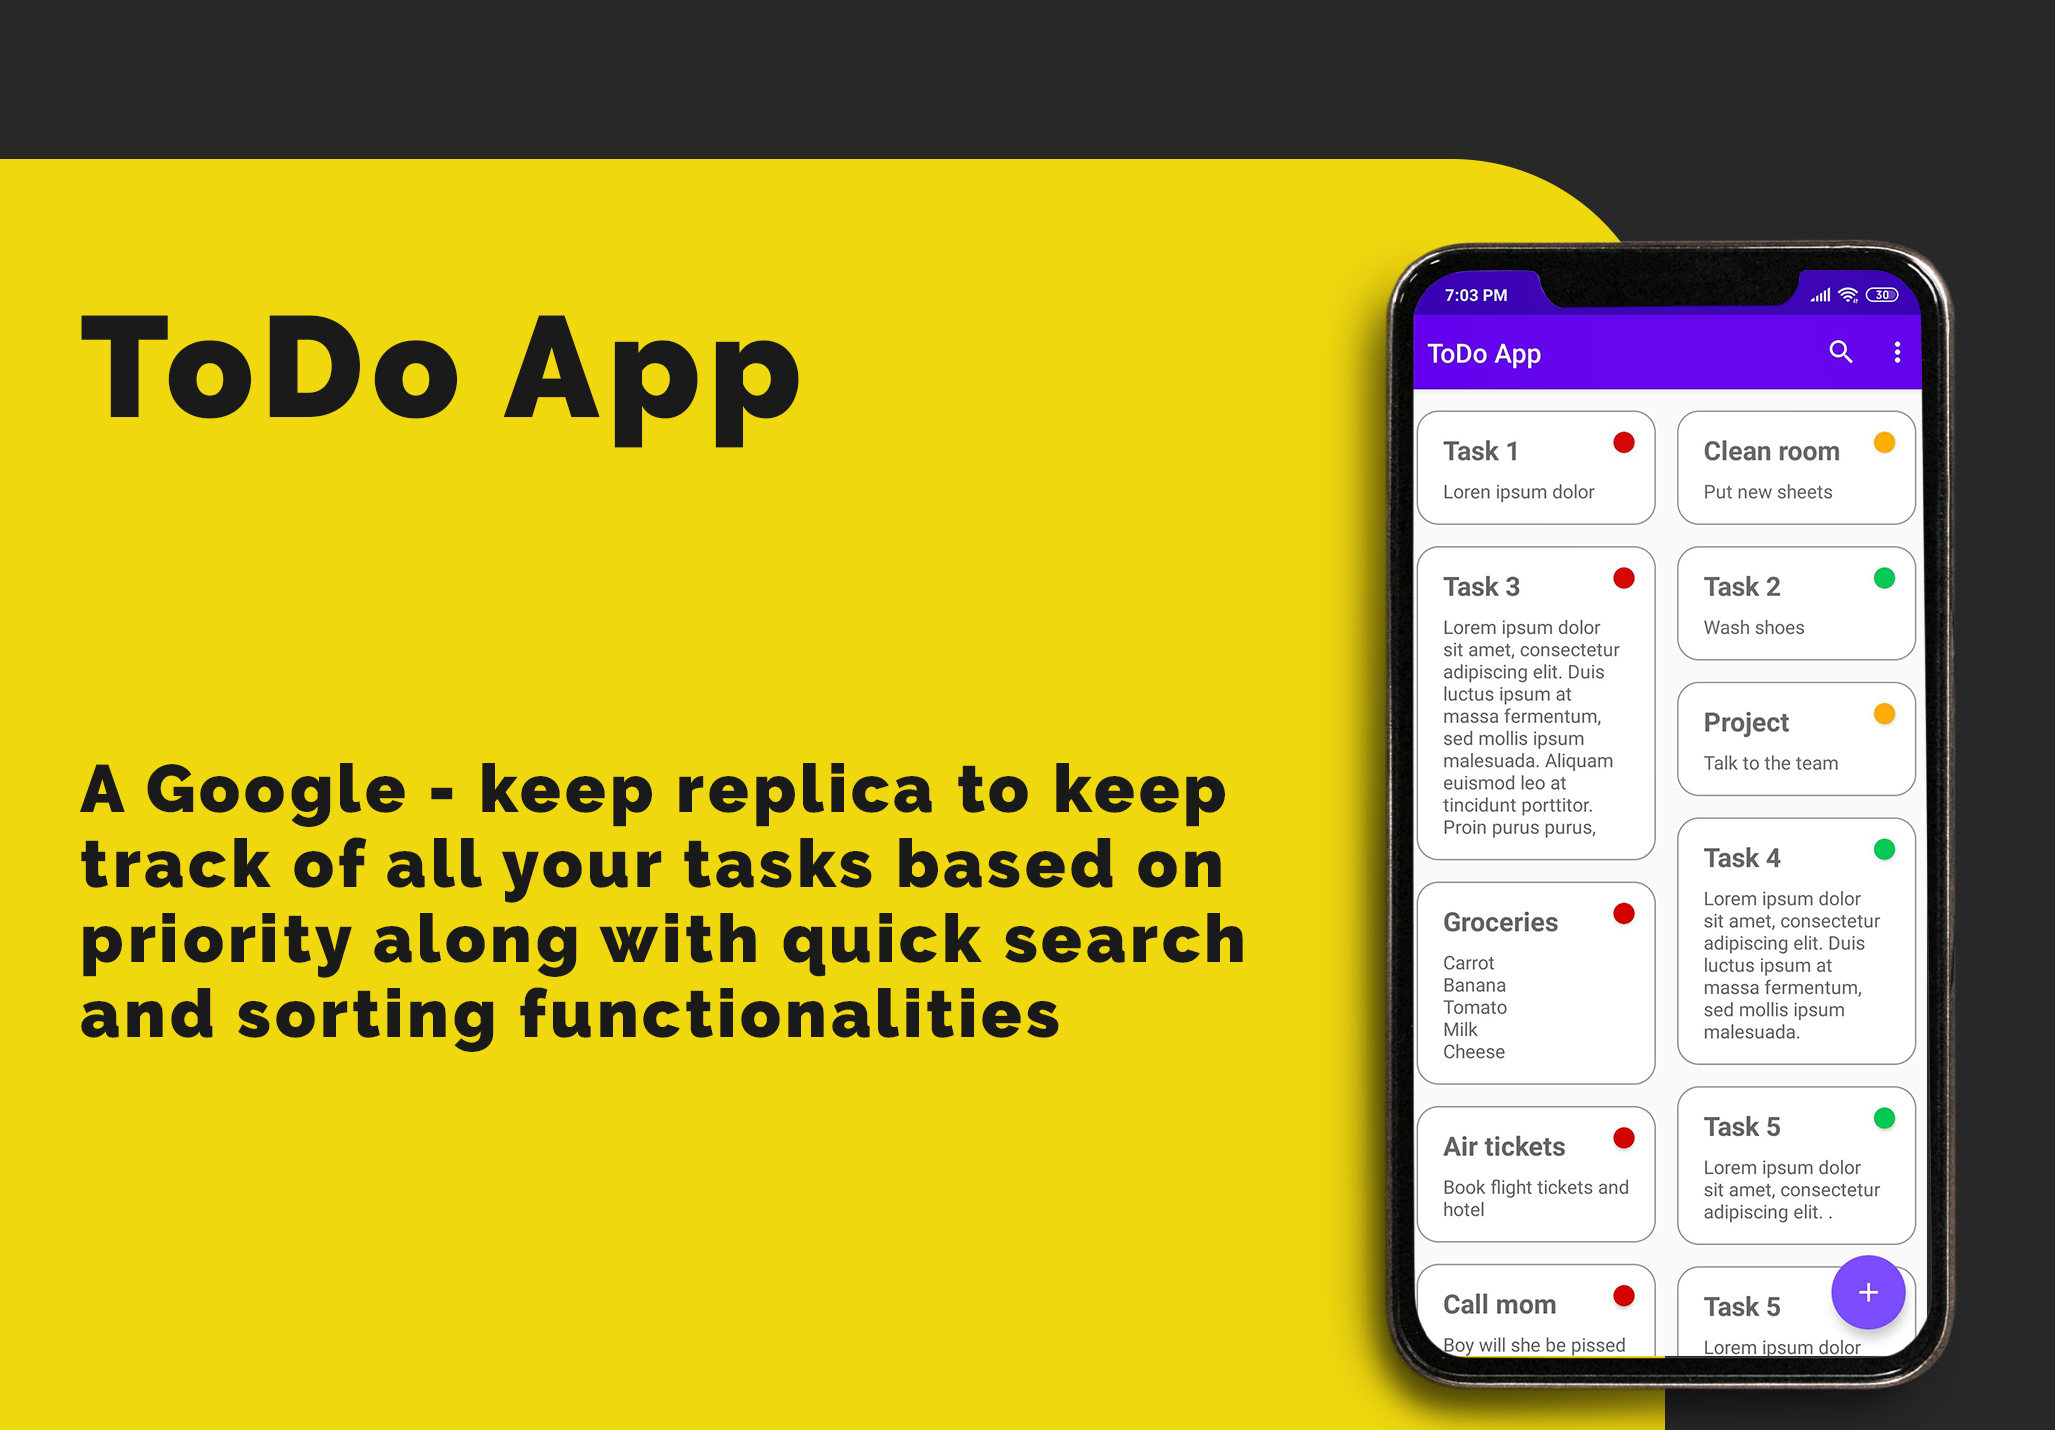 ToDo App
A Google - keep replica to keep
track of all your tasks based on
priority along with quick search
and sorting functionalities
7:03 PM
30
ToDo App
Task 1
Loren ipsum dolor
Task 3
Lorem ipsum dolor
sit amet, consectetur
adipiscing elit. Duis
luctus ipsum at
massa fermentum,
sed mollis ipsum
malesuada. Aliquam
euismod leo at
tincidunt porttitor.
Proin purus purus,
Groceries
Carrot
Banana
Tomato
Milk
Cheese
Air tickets
Book flight tickets and
hotel
Call mom
Boy will she be pissed
Clean room
Put new sheets
Task 2
Wash shoes
Project
Talk to the team
Task 4
Lorem ipsum dolor
sit amet, consectetur
adipiscing elit. Duis
luctus ipsum at
massa fermentum,
sed mollis ipsum
malesuada.
Task 5
Lorem ipsum dolor
sit amet, consectetur
adipiscing elit. .
Task 5
Lorem ipsum dolor
+